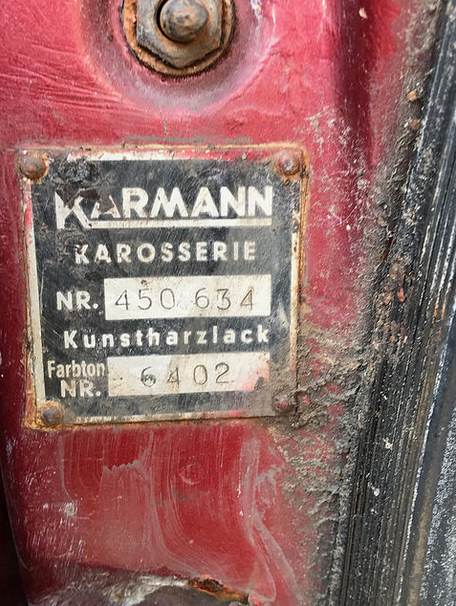 KARMANN
KAROSSERIE
NR. 450 634
Kunstharzlack
Farbton
NR. 6402